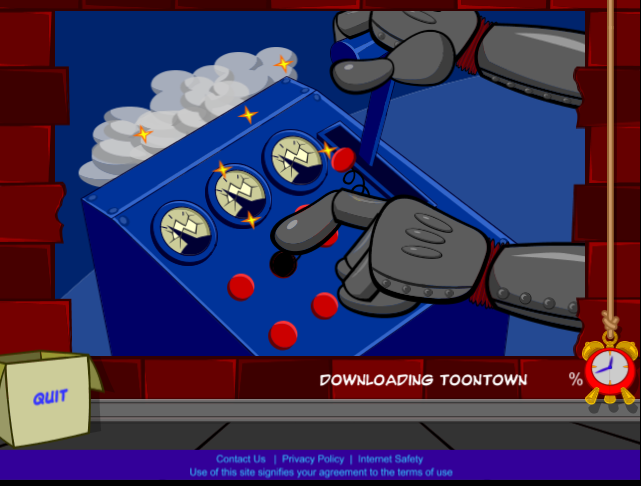 QUIT
DOWNLOADING TOONTOWN %
Contact Us | Privacy Policy | Internet Safety
Use of this site signifies your agreement to the terms of use